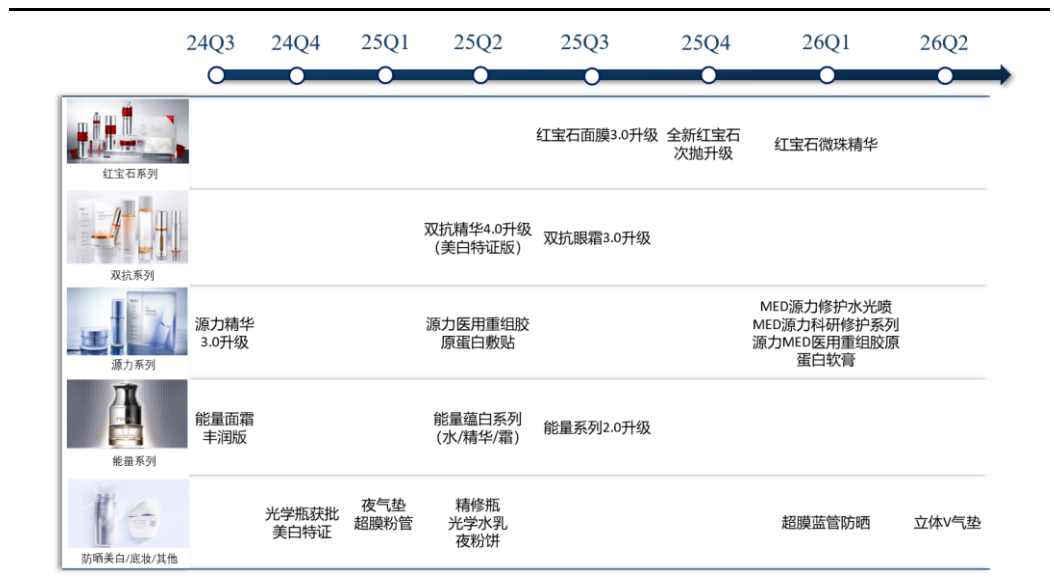 24Q3 24Q4 25Q1 25Q2 25Q3 25Q4 26Q1 26Q2
红宝石面膜3.0升级
全新红宝石
次抛升级
红宝石微珠精华
红宝石系列
双抗精华4.0升级
(美白特证版)
双抗眼霜3.0升级
双抗系列
源力精华
3.0升级
源力医用重组胶
原蛋白敷贴
MED源力修护水光喷
MED源力科研修护系列
源力MED医用重组胶原
蛋白软膏
源力系列
能量面霜
丰润版
能量蕴白系列
(水/精华/霜)
能量系列2.0升级
能量系列
光学瓶获批
美白特证
夜气垫
超膜粉管
精修瓶
光学水乳
夜粉饼
超膜蓝管防晒
立体V气垫
防晒美白/底妆/其他